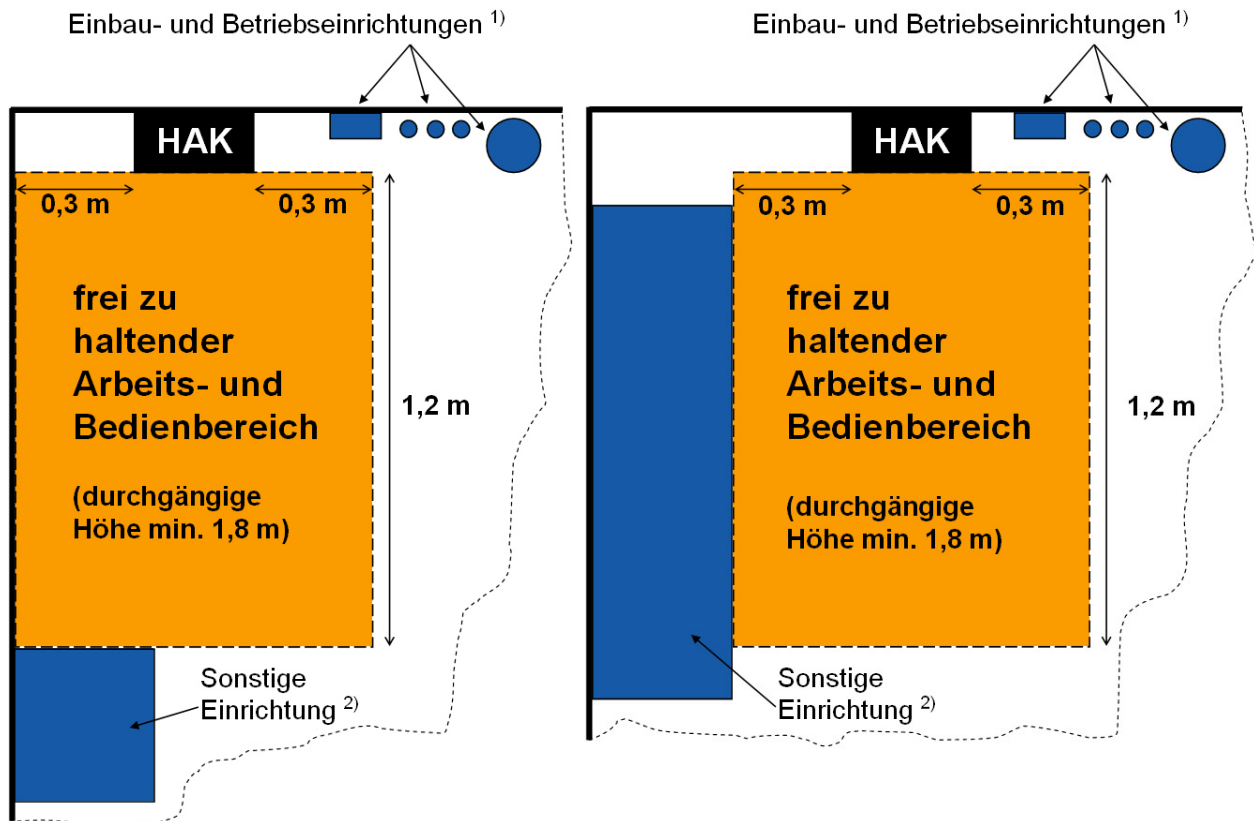 Einbau- und Betriebseinrichtungen 1)
HAK
0,3 m
0,3 m
frei zu
haltender
Arbeits- und
Bedienbereich
(durchgängige
Höhe min. 1,8 m)
1,2 m
Sonstige
Einrichtung 2)
Einbau- und Betriebseinrichtungen 1)
HAK
0,3 m
0,3 m
frei zu
haltender
Arbeits- und
Bedienbereich
(durchgängige
Höhe min. 1,8 m)
1,2 m
Sonstige
Einrichtung 2)